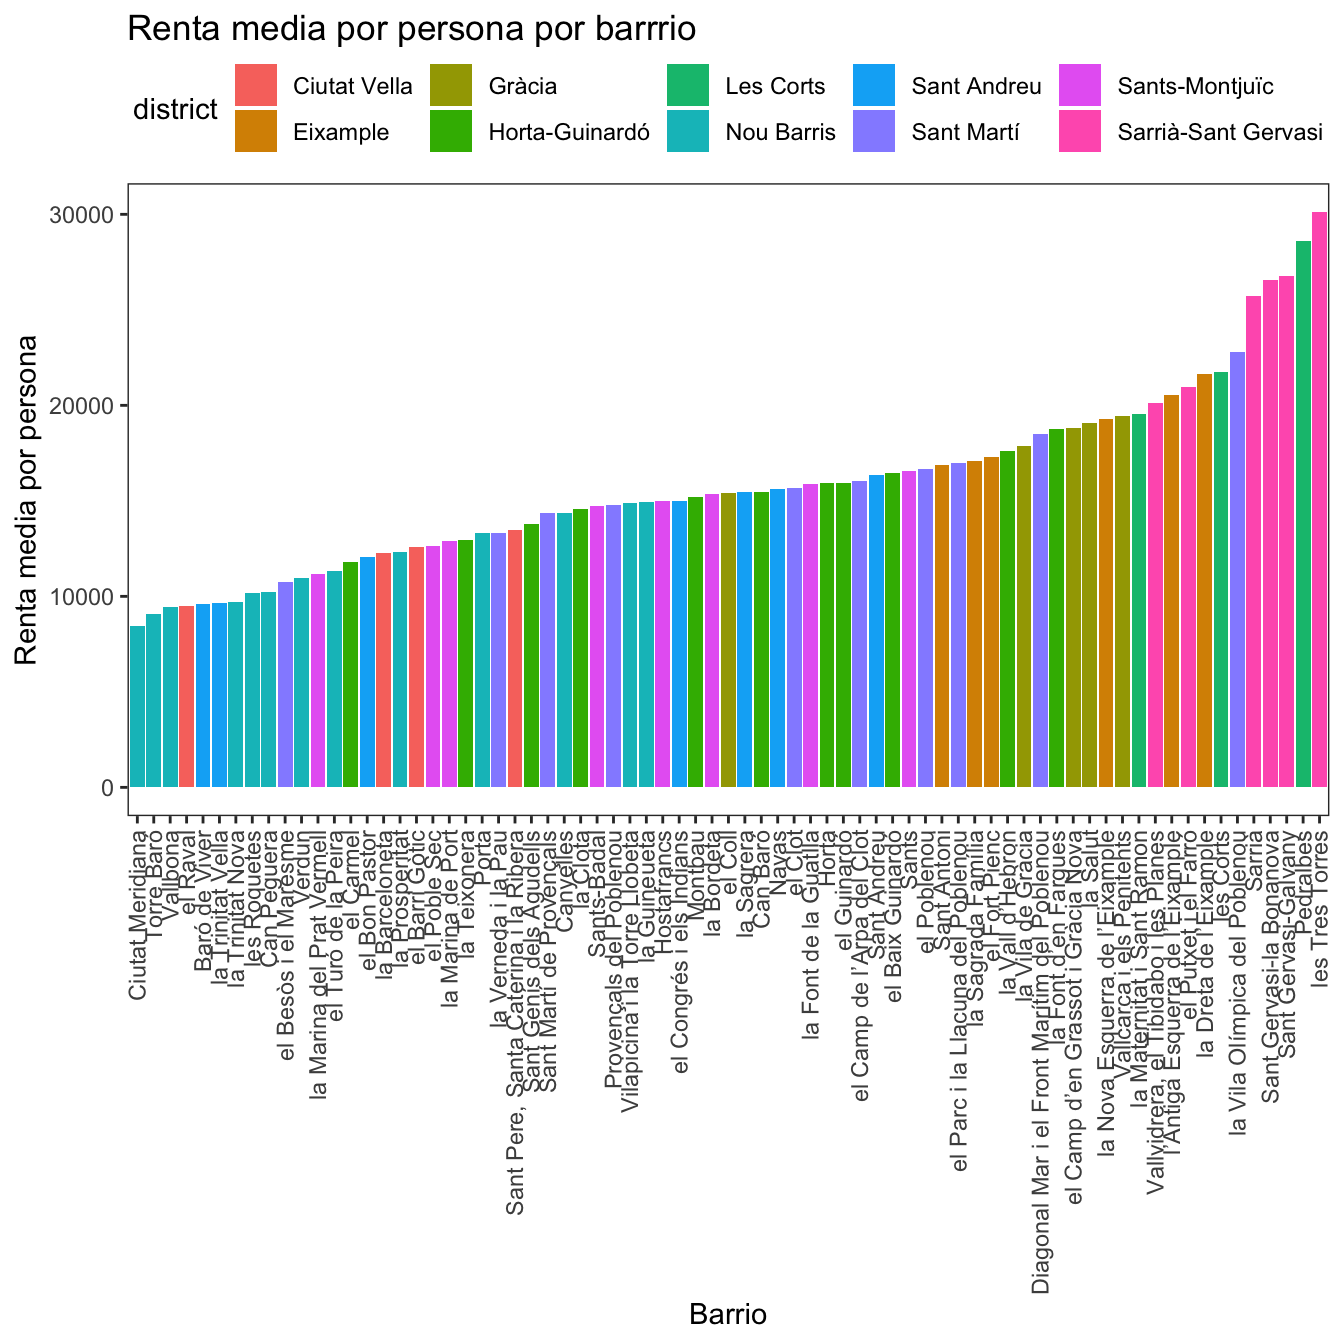 Renta media por persona por barrrio
district
Ciutat Vella
Gràcia
Les Corts
Sant Andreu
Sants-Montjuïc
Eixample
Horta-Guinardó
Nou Barris
Sant Martí
Sarrià-Sant Gervasi
Renta media por persona
30000
20000
10000
0
Ciutat Meridiana
Torre Baró
Vallbona
el Raval
Baró de Viver
la Trinitat Vella
la Trinitat Nova
les Roquetes
Can Peguera
el Besòs i el Maresme
Verdun
la Marina del Prat Vermell
el Turó de la Peira
el Carmel
el Bon Pastor
la Barceloneta
la Prosperitat
el Barri Gòtic
el Poble Sec
la Marina de Port
la Teixonera
Porta
la Verneda i la Pau
Sant Pere, Santa Caterina i la Ribera
Sant Genís dels Agudells
Sant Martí de Provençals
Canyelles
la Clota
Sants-Badal
Provençals del Poblenou
Vilapicina i la Torre Llobeta
la Guineueta
Hostafrancs
el Congrés i els Indians
Montbau
la Bordeta
el Coll
la Sagrera
Can Baró
Navas
el Clot
la Font de la Guatlla
Horta
el Guinardó
el Camp de l'Arpa del Clot
Sant Andreu
el Baix Guinardó
Sants
el Poblenou
Sant Antoni
el Parc i la Llacuna del Poblenou
la Sagrada Família
el Fort Pienc
la Vall d'Hebron
la Vila de Gràcia
Diagonal Mar i el Front Marítim del Poblenou
la Font d'en Fargues
el Camp d'en Grassot i Gràcia Nova
la Salut
la Nova Esquerra de l'Eixample
Vallcarca i els Penitents
la Maternitat i Sant Ramon
Vallvidrera, el Tibidabo i les Planes
l'Antiga Esquerra de l'Eixample
el Putxet i el Farró
la Dreta de l'Eixample
les Corts
la Vila Olímpica del Poblenou
Sarrià
Sant Gervasi-la Bonanova
Sant Gervasi-Galvany
Pedralbes
les Tres Torres
Barrio